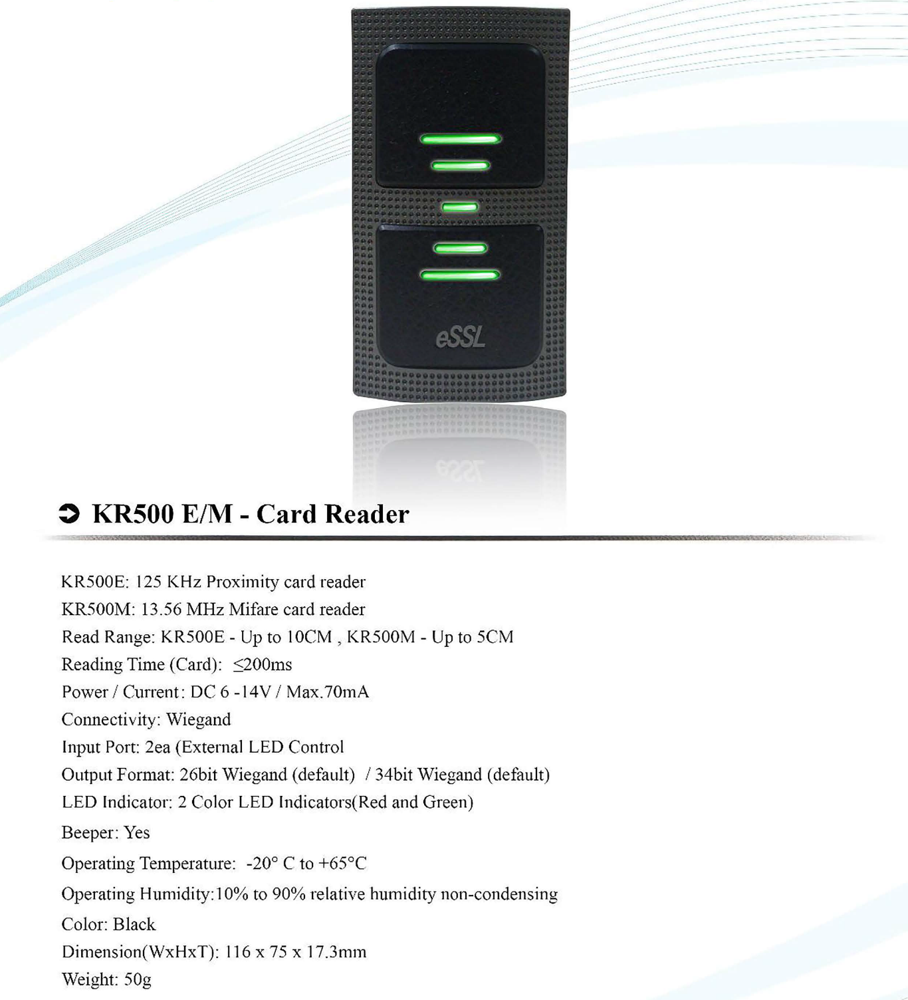 eSSL
KR500 E/M - Card Reader
KR500E: 125 KHz Proximity card reader
KR500M: 13.56 MHz Mifare card reader
Read Range: KR500E - Up to 10CM , KR500M - Up to 5CM
Reading Time (Card): ≤200ms
Power / Current: DC 6 -14V / Max.70mA
Connectivity: Wiegand
Input Port: 2ea (External LED Control
Output Format: 26bit Wiegand (default) / 34bit Wiegand (default)
LED Indicator: 2 Color LED Indicators(Red and Green)
Beeper: Yes
Operating Temperature: -20° C to +65°C
Operating Humidity:10% to 90% relative humidity non-condensing
Color: Black
Dimension(WxHxT): 116 x 75 x 17.3mm
Weight: 50g